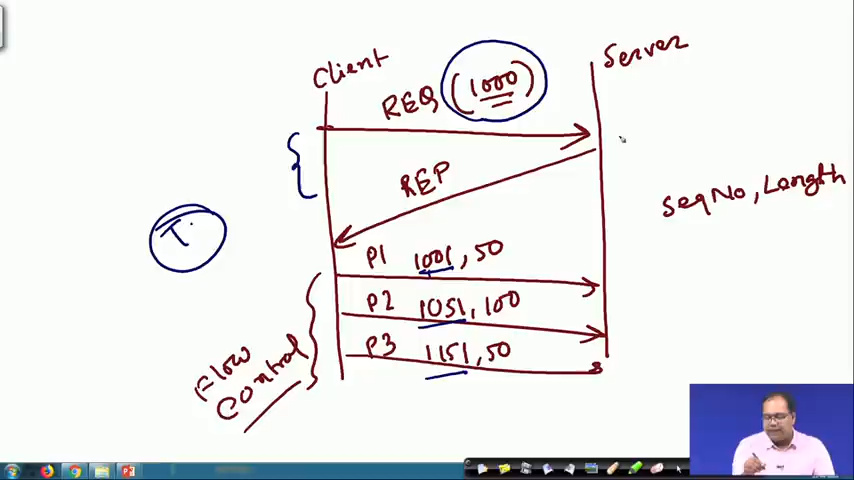 Client
Server
REQ (1000)
REP
SeqNo, Length
T
P1 1001, 50
P2 1051, 100
P3 1151, 50
Flow
Control